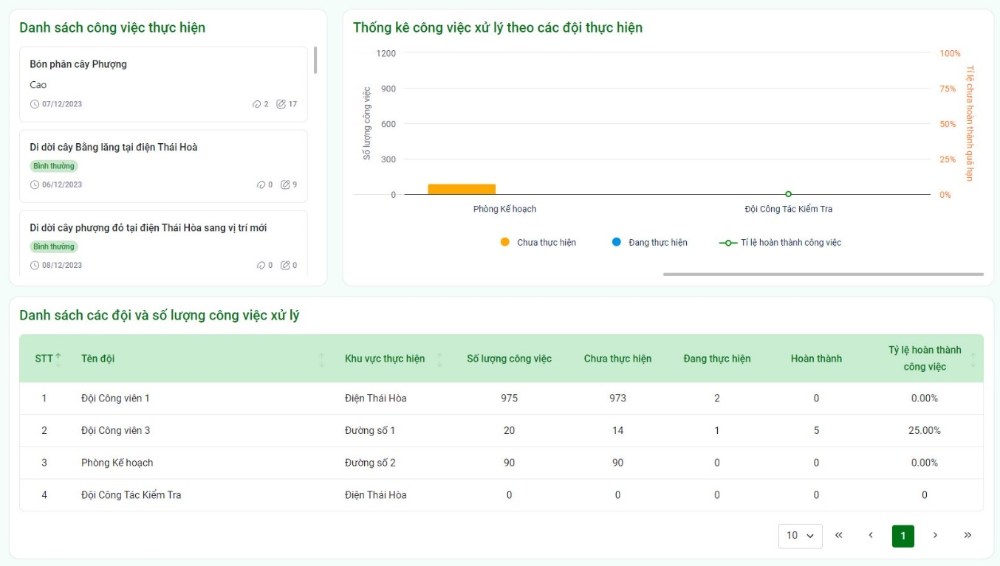 Danh sách công việc thực hiện
Bón phân cây Phượng
Cao
07/12/2023 2 17
Di dời cây Bằng lăng tại điện Thái Hoà
Bình thường
06/12/2023 0 9
Di dời cây phượng đỏ tại điện Thái Hòa sang vị trí mới
Bình thường
08/12/2023 0 0
Thống kê công việc xử lý theo các đội thực hiện
Số lượng công việc
1200
900
600
300
0
100%
75%
50%
25%
0%
Tỉ lệ chưa hoàn thành quá hạn
Phòng Kế hoạch Đội Công Tác Kiểm Tra
Chưa thực hiện Đang thực hiện Tỉ lệ hoàn thành công việc
Danh sách các đội và số lượng công việc xử lý
STT Tên đội Khu vực thực hiện Số lượng công việc Chưa thực hiện Đang thực hiện Hoàn thành Tỷ lệ hoàn thành
công việc
1 Đội Công viên 1 Điện Thái Hòa 975 973 2 0 0.00%
2 Đội Công viên 3 Đường số 1 20 14 1 5 25.00%
3 Phòng Kế hoạch Đường số 2 90 90 0 0 0.00%
4 Đội Công Tác Kiểm Tra Điện Thái Hòa 0 0 0 0 0
10 « ‹ 1 › »